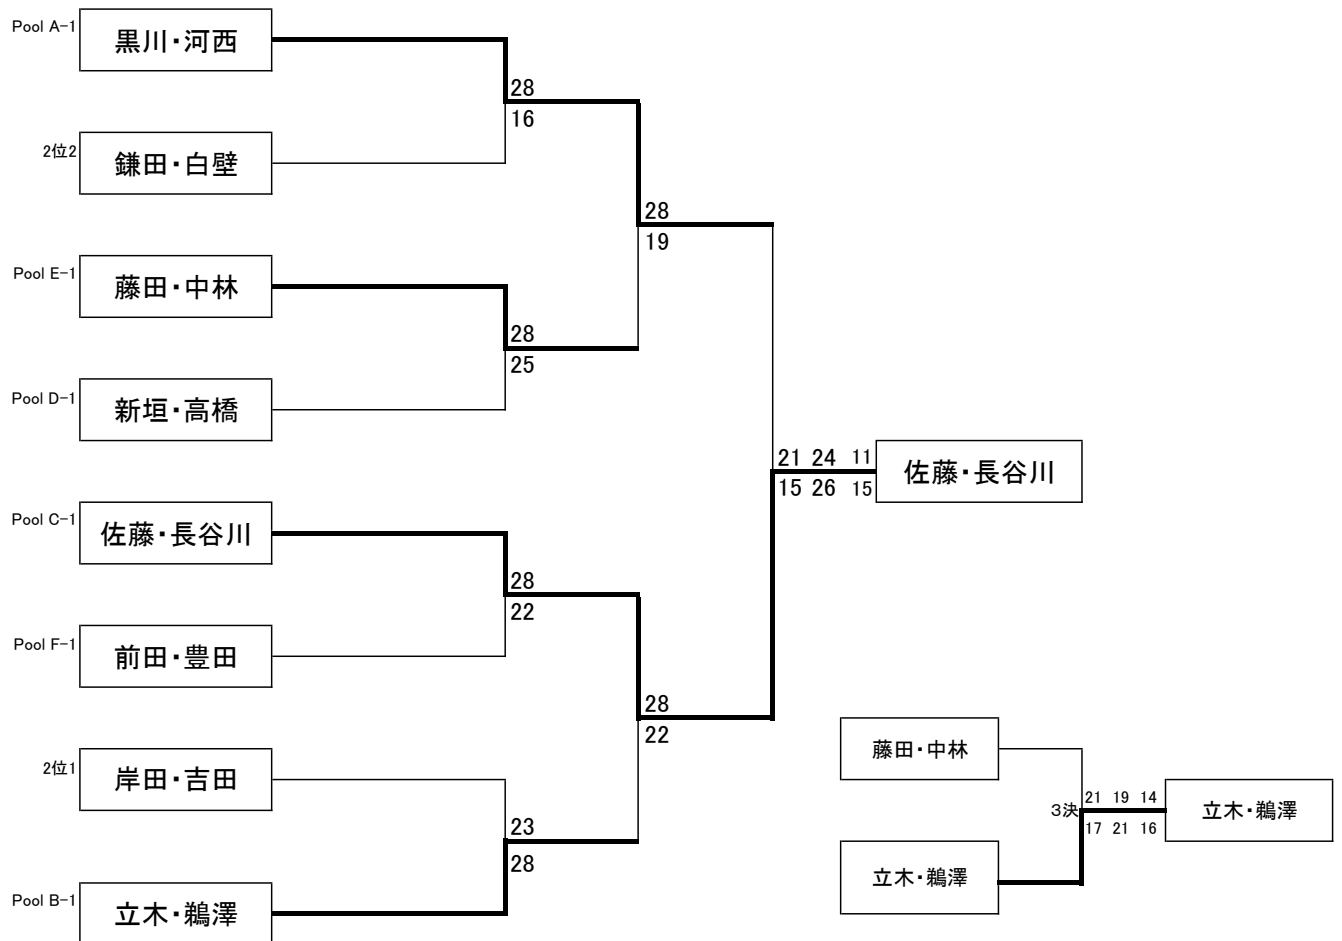 Pool A-1
黒川・河西
28
16
2位2
鎌田・白壁
28
19
Pool E-1
藤田・中林
28
25
Pool D-1
新垣・高橋
21 24 11
15 26 15
佐藤・長谷川
Pool C-1
佐藤・長谷川
28
22
Pool F-1
前田・豊田
28
22
2位1
岸田・吉田
23
28
Pool B-1
立木・鵜澤
藤田・中林
3決
21 19 14
17 21 16
立木・鵜澤
立木・鵜澤